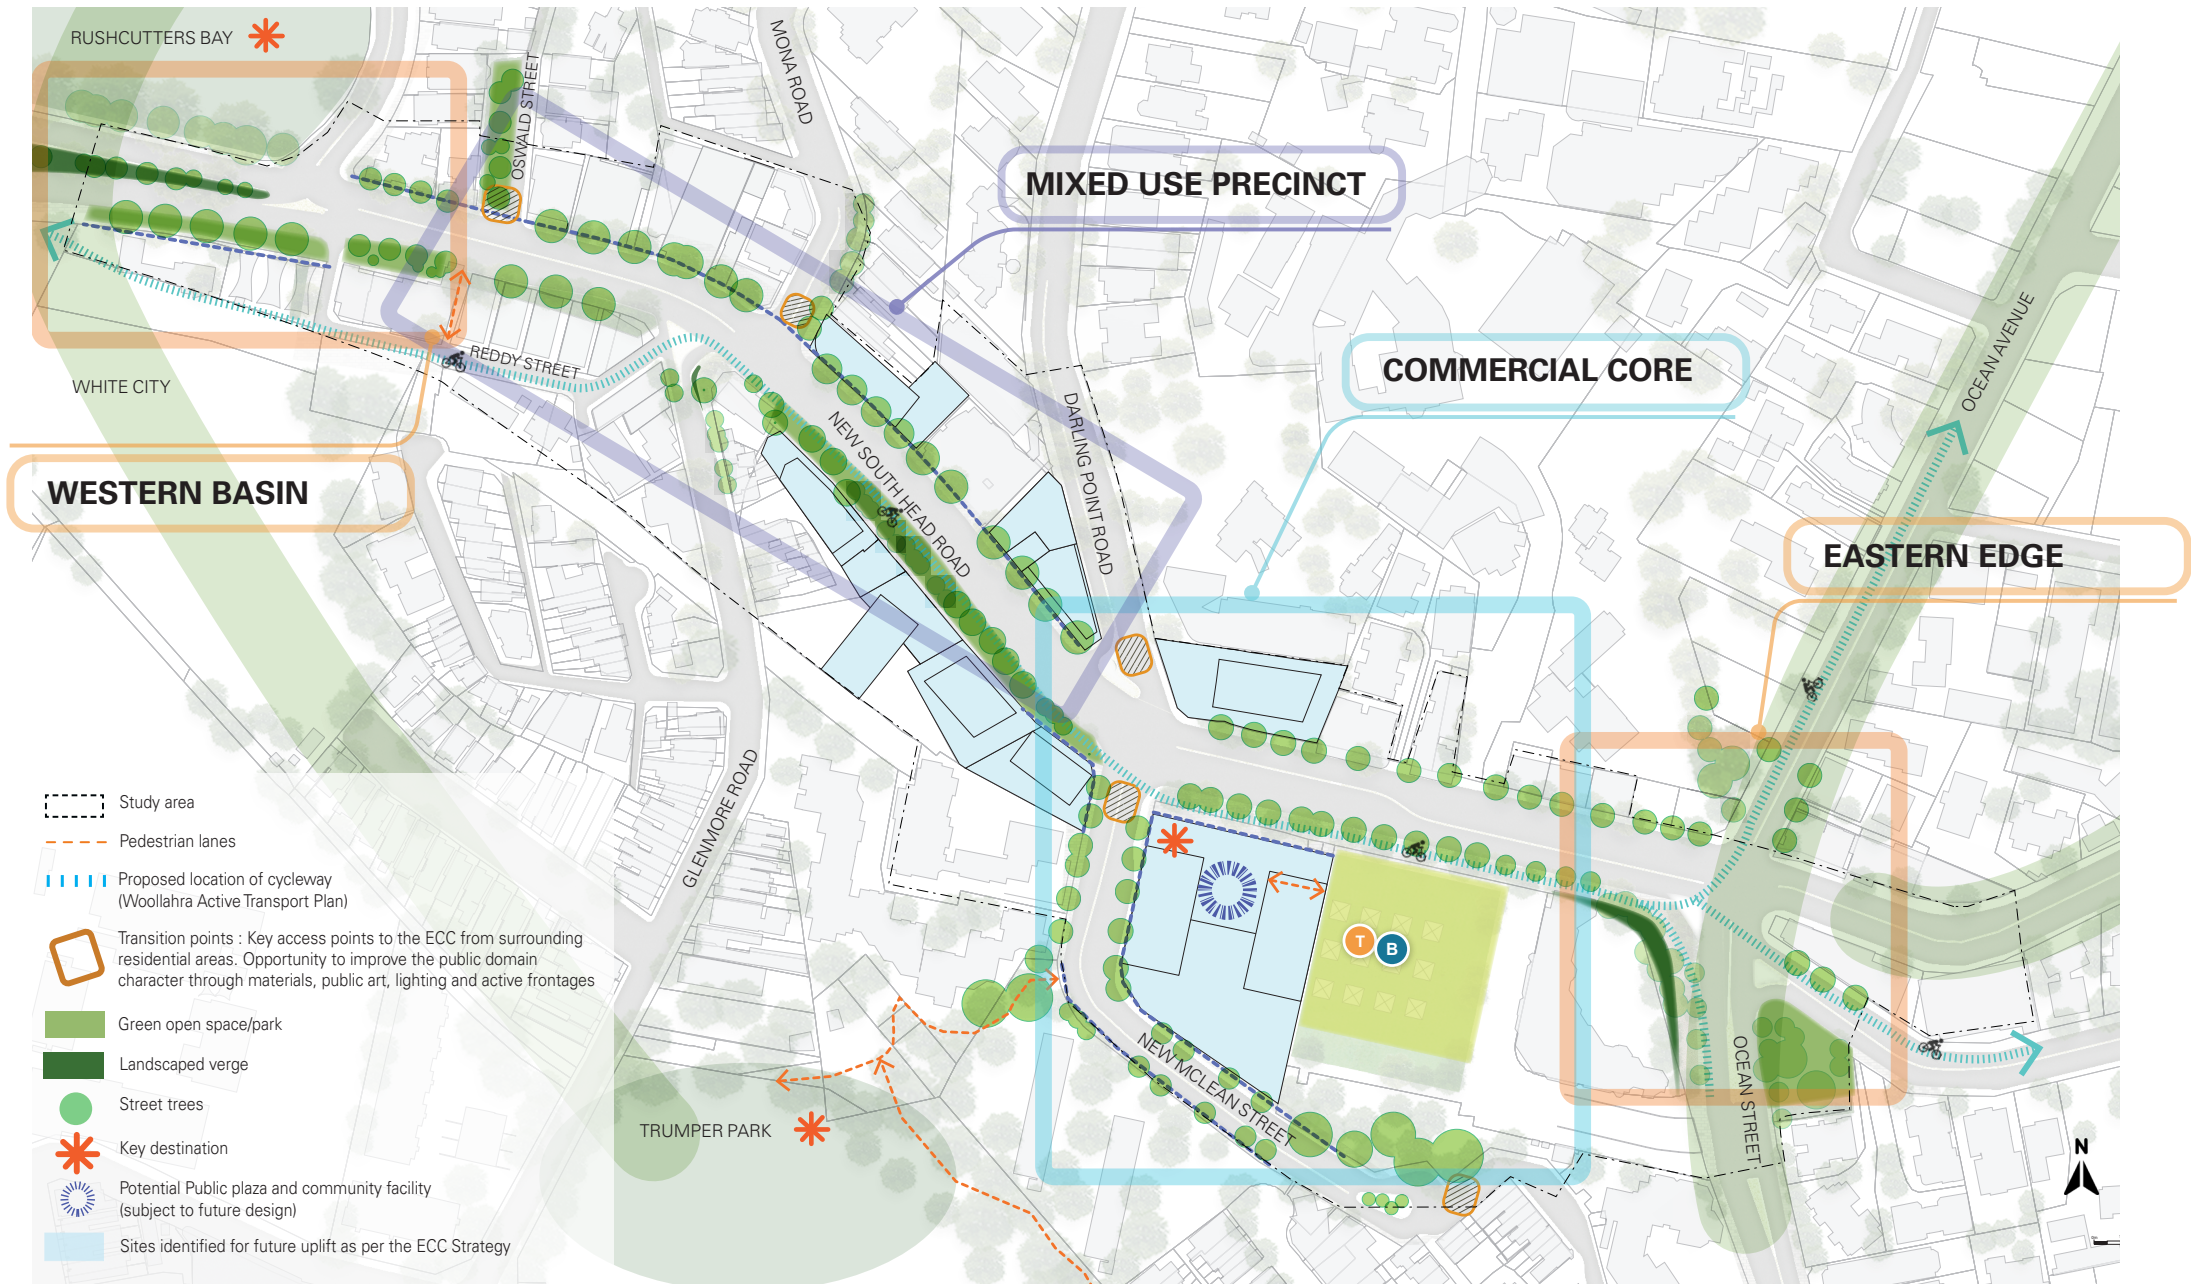 RUSHCUTTERS BAY
OSWALD STREET
MONA ROAD
MIXED USE PRECINCT
OCEAN AVENUE
COMMERCIAL CORE
REDDY STREET
WHITE CITY
DARLING POINT ROAD
NEW SOUTH HEAD ROAD
WESTERN BASIN
EASTERN EDGE
GLENMORE ROAD
T
B
NEW MCLEAN STREET
OCEAN STREET
TRUMPER PARK
N
Study area
Pedestrian lanes
Proposed location of cycleway
(Woollahra Active Transport Plan)
Transition points : Key access points to the ECC from surrounding
residential areas. Opportunity to improve the public domain
character through materials, public art, lighting and active frontages
Green open space/park
Landscaped verge
Street trees
Key destination
Potential Public plaza and community facility
(subject to future design)
Sites identified for future uplift as per the ECC Strategy